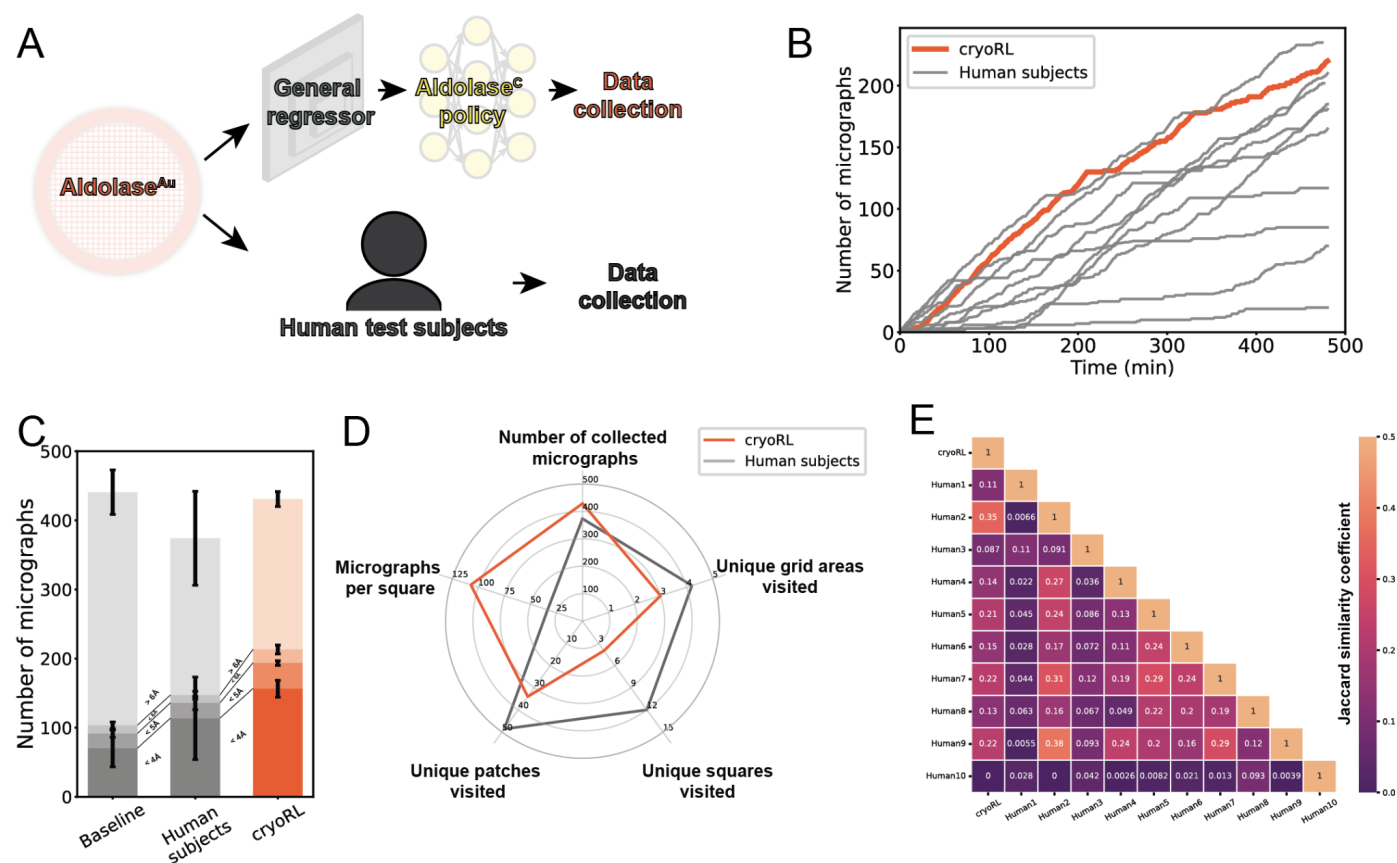 A
Aldolase^Au
General
regressor
Aldolase^C
policy
Data
collection
Human test subjects
Data
collection
B
cryoRL
Human subjects
Number of micrographs
200
150
100
50
0
0 100 200 300 400 500
Time (min)
C
Number of micrographs
500
400
300
200
100
0
> 6Å
< 5Å
< 4Å
> 6Å
< 5Å
< 4Å
Baseline
Human
subjects
cryoRL
D
cryoRL
Human subjects
Number of collected
micrographs
500
400
300
200
100
Unique grid areas
visited
1 2 3 4 5
Unique squares
visited
3 6 9 12 15
Unique patches
visited
10 20 30 40 50
Micrographs
per square
25 50 75 100 125
E
cryoRL 1
Human1 0.11 1
Human2 0.35 0.0066 1
Human3 0.087 0.11 0.091 1
Human4 0.14 0.022 0.27 0.036 1
Human5 0.21 0.045 0.24 0.086 0.13 1
Human6 0.15 0.028 0.17 0.072 0.11 0.24 1
Human7 0.22 0.044 0.31 0.12 0.19 0.29 0.24 1
Human8 0.13 0.063 0.16 0.067 0.049 0.22 0.2 0.19 1
Human9 0.22 0.0055 0.38 0.093 0.24 0.2 0.16 0.29 0.12 1
Human10 0 0.028 0 0.042 0.0026 0.0082 0.021 0.013 0.093 0.0039 1
cryoRL Human1 Human2 Human3 Human4 Human5 Human6 Human7 Human8 Human9 Human10
Jaccard similarity coefficient
0.5
0.4
0.3
0.2
0.1
0.0